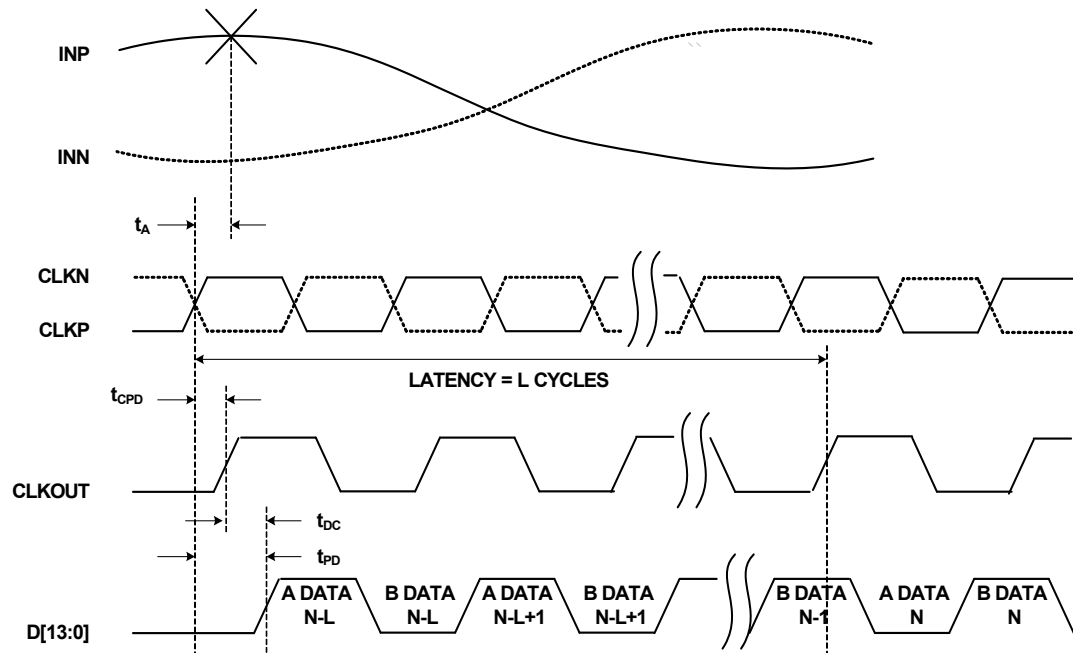 INP
INN
tA
CLKN
CLKP
LATENCY = L CYCLES
tCPD
CLKOUT
tDC
tPD
A DATA
N-L
B DATA
N-L
A DATA
N-L+1
B DATA
N-L+1
B DATA
N-1
A DATA
N
B DATA
N
D[13:0]